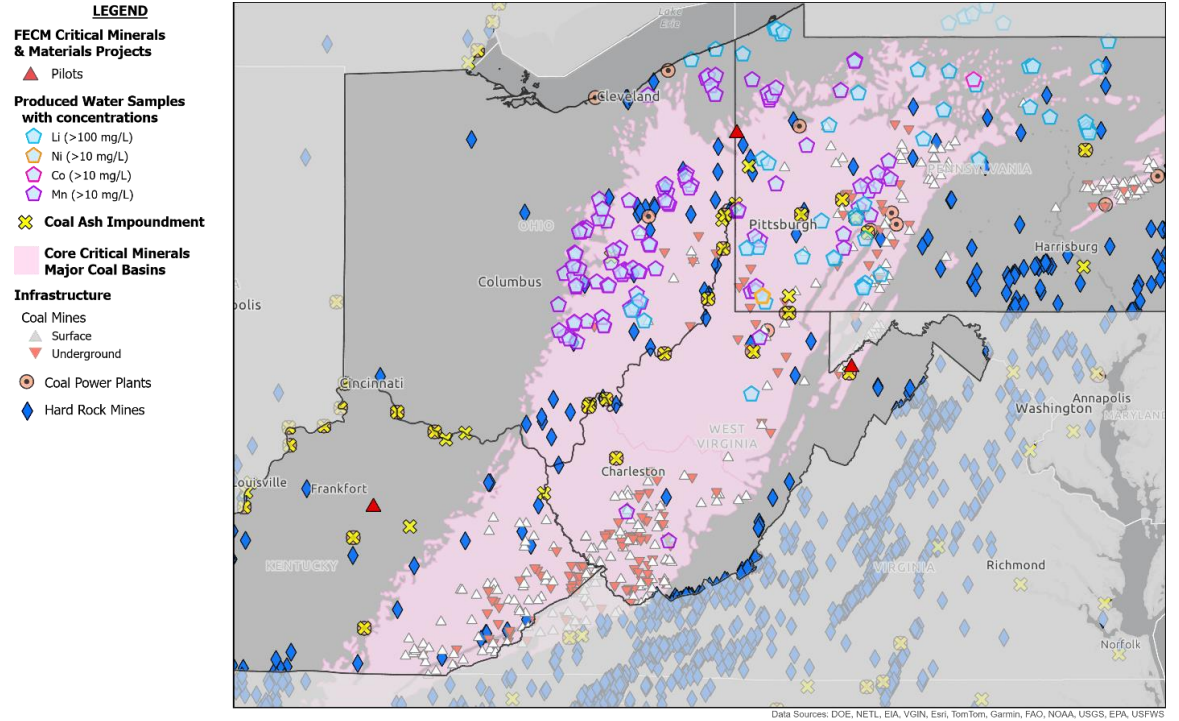 LEGEND
FECM Critical Minerals
& Materials Projects
Pilots
Produced Water Samples
with concentrations
Li (>100 mg/L)
Ni (>10 mg/L)
Co (>10 mg/L)
Mn (>10 mg/L)
Coal Ash Impoundment
Core Critical Minerals
Major Coal Basins
Infrastructure
Coal Mines
Surface
Underground
Coal Power Plants
Hard Rock Mines
Lake
Erie
Cleveland
PENNSYLVANIA
OHIO
Pittsburgh
Harrisburg
Columbus
olis
Cincinnati
Annapolis
Washington
MARYLAND
WEST
VIRGINIA
Charleston
Louisville
Frankfort
KENTUCKY
VIRGINIA
Richmond
Norfolk
Data Sources: DOE, NETL, EIA, VGIN, Esri, TomTom, Garmin, FAO, NOAA, USGS, EPA, USFWS